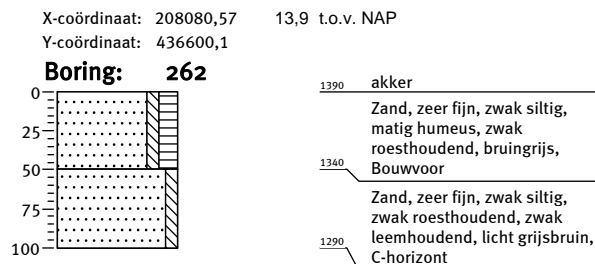 X-coördinaat: 208080,57 13,9 t.o.v. NAP
Y-coördinaat: 436600,1
Boring: 262
0
25
50
75
100
1390 akker
Zand, zeer fijn, zwak siltig,
matig humeus, zwak
roesthoudend, bruingrijs,
1340 Bouwvoor
Zand, zeer fijn, zwak siltig,
zwak roesthoudend, zwak
leemhoudend, licht grijsbruin,
1290 C-horizont